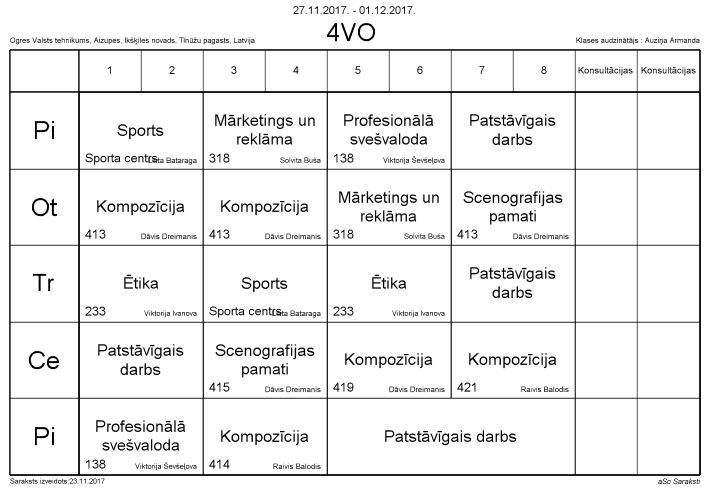 27.11.2017. - 01.12.2017.
4VO
Ogres Valsts tehnikums, Aizupes, Ikšķiles novads, Tīnūžu pagasts, Latvija
Klases audzinātājs : Auziņa Armanda
1 2 3 4 5 6 7 8 Konsultācijas Konsultācijas
Pi
Sports
Sporta centrs
Bataraga
Mārketings un
reklāma
318 Solvita Buša
Profesionālā
svešvaloda
138 Viktorija Ševšeļova
Patstāvīgais
darbs
Ot
Kompozīcija
413 Dāvis Dreimanis
Kompozīcija
413 Dāvis Dreimanis
Mārketings un
reklāma
318 Solvita Buša
Scenografijas
pamati
413 Dāvis Dreimanis
Tr
Ētika
233 Viktorija Ivanova
Sports
Sporta centrs
Bataraga
Ētika
233 Viktorija Ivanova
Patstāvīgais
darbs
Ce
Patstāvīgais
darbs
Scenografijas
pamati
415 Dāvis Dreimanis
Kompozīcija
419 Dāvis Dreimanis
Kompozīcija
421 Raivis Balodis
Pi
Profesionālā
svešvaloda
138 Viktorija Ševšeļova
Kompozīcija
414 Raivis Balodis
Patstāvīgais darbs
Saraksts izveidots:23.11.2017
aSc Saraksti